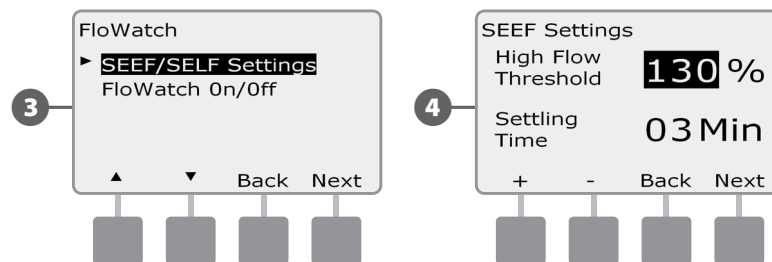 3
FloWatch
► SEEF/SELF Settings
FloWatch On/Off
▲ ▼ Back Next
4
SEEF Settings
High Flow
Threshold
130 %
Settling
Time
03 Min
+ - Back Next